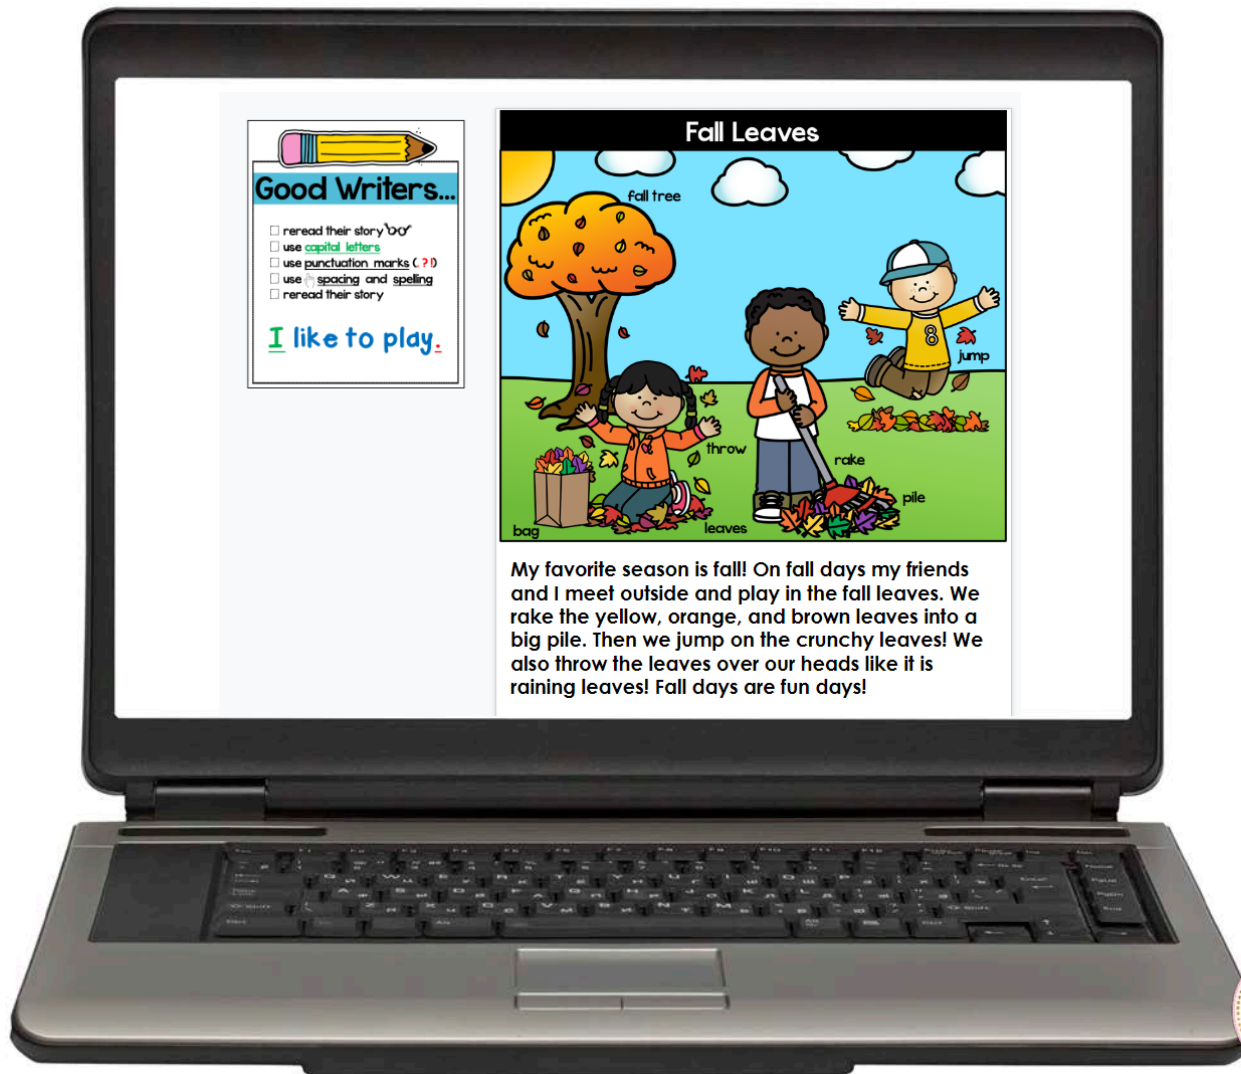 Good Writers...
reread their story
use capital letters
use punctuation marks (.?!)
use spacing and spelling
reread their story
I like to play.
Fall Leaves
fall tree
jump
throw
rake
pile
bag
leaves
8
My favorite season is fall! On fall days my friends
and I meet outside and play in the fall leaves. We
rake the yellow, orange, and brown leaves into a
big pile. Then we jump on the crunchy leaves! We
also throw the leaves over our heads like it is
raining leaves! Fall days are fun days!